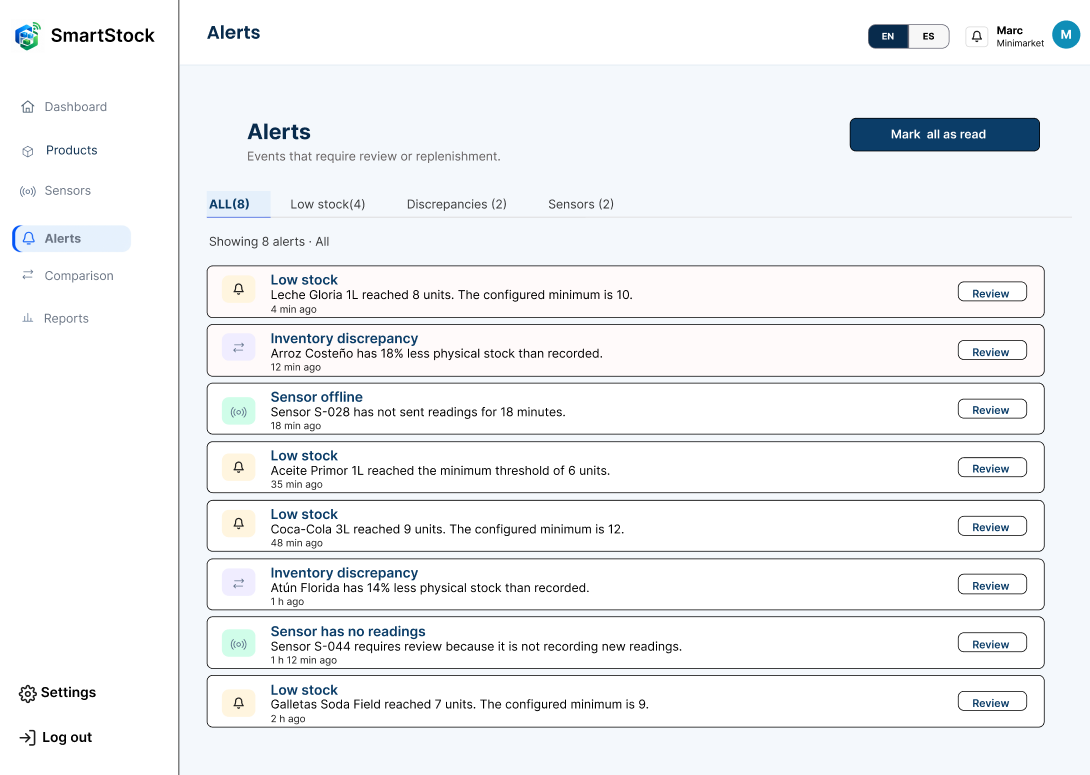 SmartStock
Alerts
EN
ES
Marc
Minimarket
M
Dashboard
Products
Sensors
Alerts
Comparison
Reports
Settings
Log out
Alerts
Events that require review or replenishment.
Mark all as read
ALL(8)
Low stock(4)
Discrepancies (2)
Sensors (2)
Showing 8 alerts · All
Low stock
Leche Gloria 1L reached 8 units. The configured minimum is 10.
4 min ago
Review
Inventory discrepancy
Arroz Costeño has 18% less physical stock than recorded.
12 min ago
Review
Sensor offline
Sensor S-028 has not sent readings for 18 minutes.
18 min ago
Review
Low stock
Aceite Primor 1L reached the minimum threshold of 6 units.
35 min ago
Review
Low stock
Coca-Cola 3L reached 9 units. The configured minimum is 12.
48 min ago
Review
Inventory discrepancy
Atún Florida has 14% less physical stock than recorded.
1 h ago
Review
Sensor has no readings
Sensor S-044 requires review because it is not recording new readings.
1 h 12 min ago
Review
Low stock
Galletas Soda Field reached 7 units. The configured minimum is 9.
2 h ago
Review